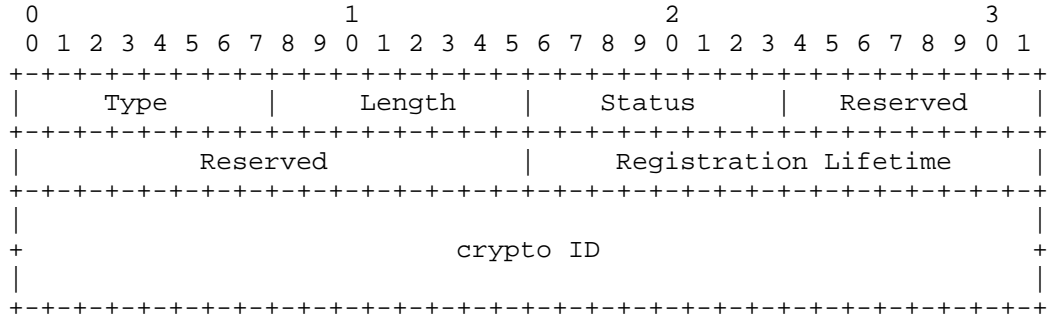 0                   1                   2                   3
 0 1 2 3 4 5 6 7 8 9 0 1 2 3 4 5 6 7 8 9 0 1 2 3 4 5 6 7 8 9 0 1
+-+-+-+-+-+-+-+-+-+-+-+-+-+-+-+-+-+-+-+-+-+-+-+-+-+-+-+-+-+-+-+-+
|     Type      |     Length    |    Status     |   Reserved    |
+-+-+-+-+-+-+-+-+-+-+-+-+-+-+-+-+-+-+-+-+-+-+-+-+-+-+-+-+-+-+-+-+
|           Reserved            |     Registration Lifetime     |
+-+-+-+-+-+-+-+-+-+-+-+-+-+-+-+-+-+-+-+-+-+-+-+-+-+-+-+-+-+-+-+-+
|                                                               |
+                           crypto ID                           +
|                                                               |
+-+-+-+-+-+-+-+-+-+-+-+-+-+-+-+-+-+-+-+-+-+-+-+-+-+-+-+-+-+-+-+-+